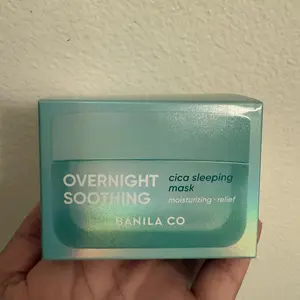 OVERNIGHT
SOOTHING
cica sleeping
mask
moisturizing · relief
BANILA CO